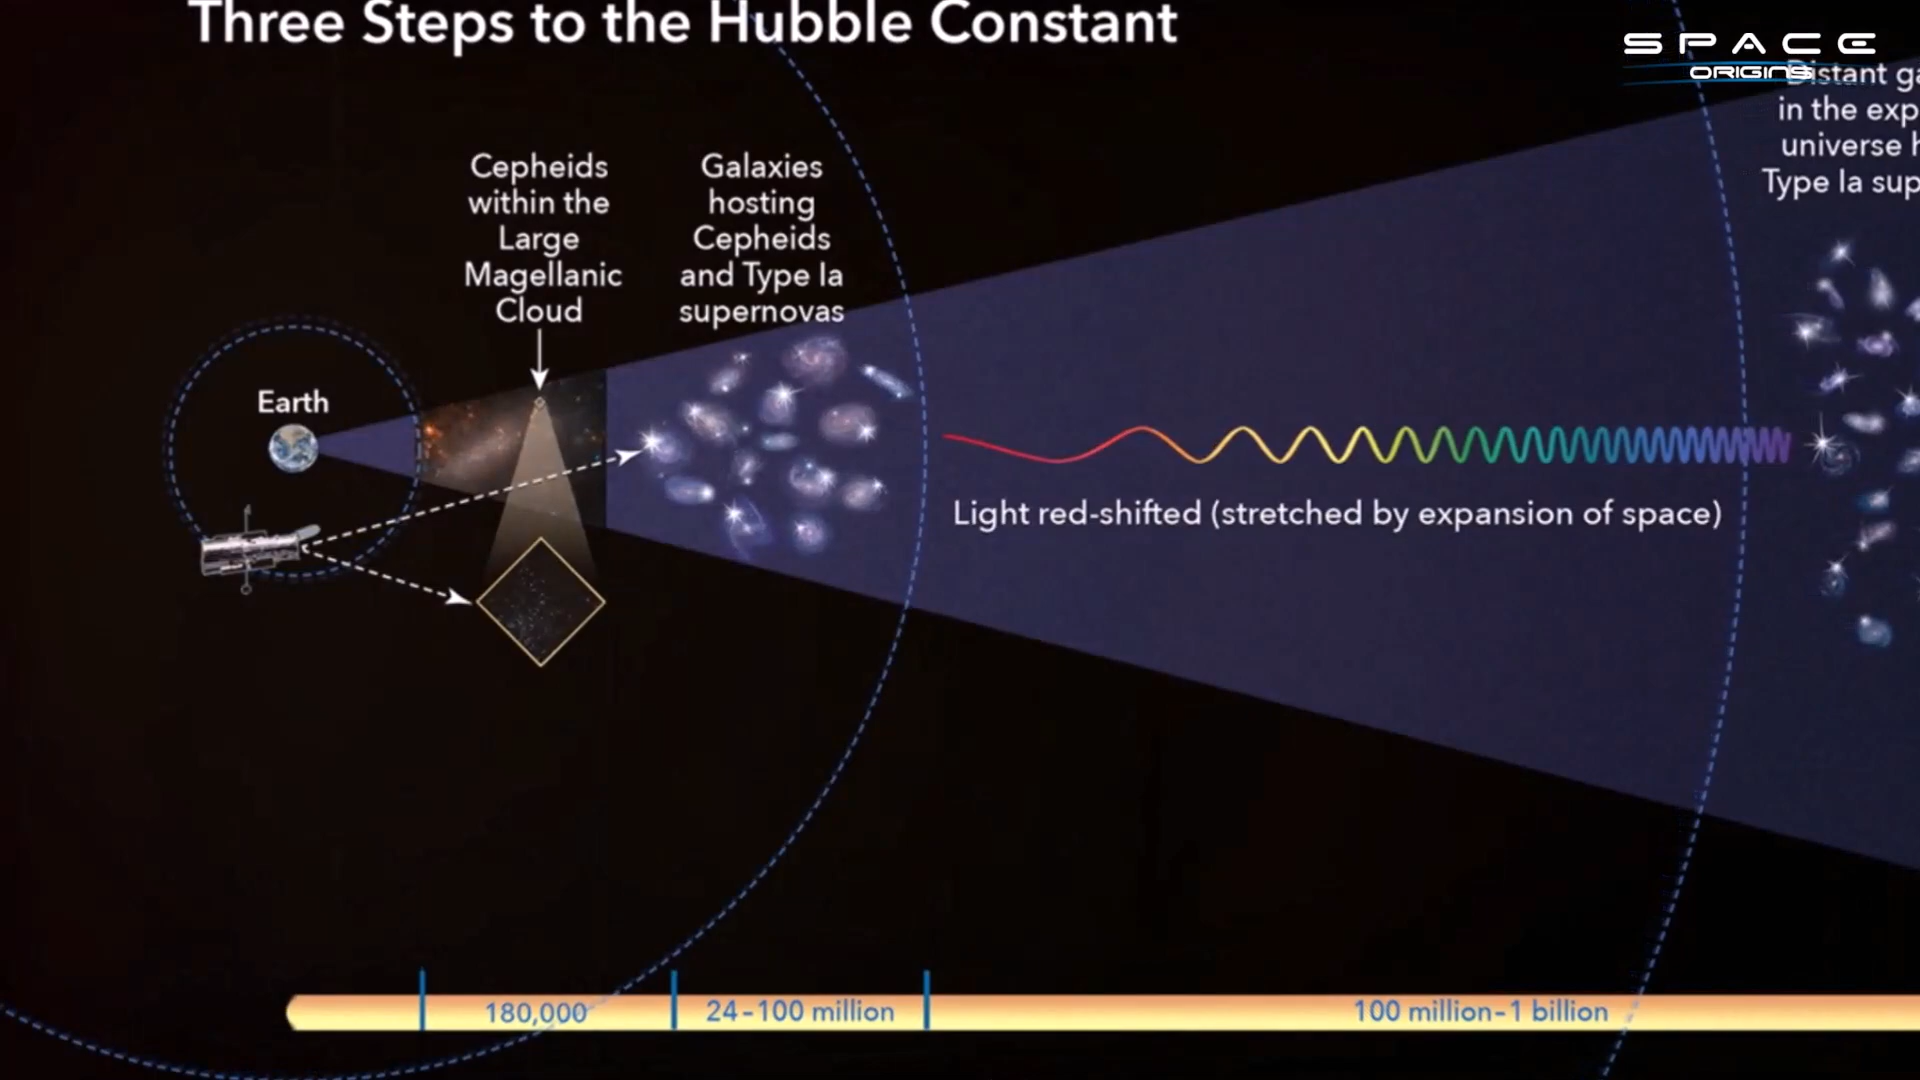 Three Steps to the Hubble Constant
SPACE
ORIGINS
Distant
in the
universe
Type Ia
Cepheids
within the
Large
Magellanic
Cloud
Galaxies
hosting
Cepheids
and Type Ia
supernovas
Earth
Light red-shifted (stretched by expansion of space)
180,000
24-100 million
100 million-1 billion